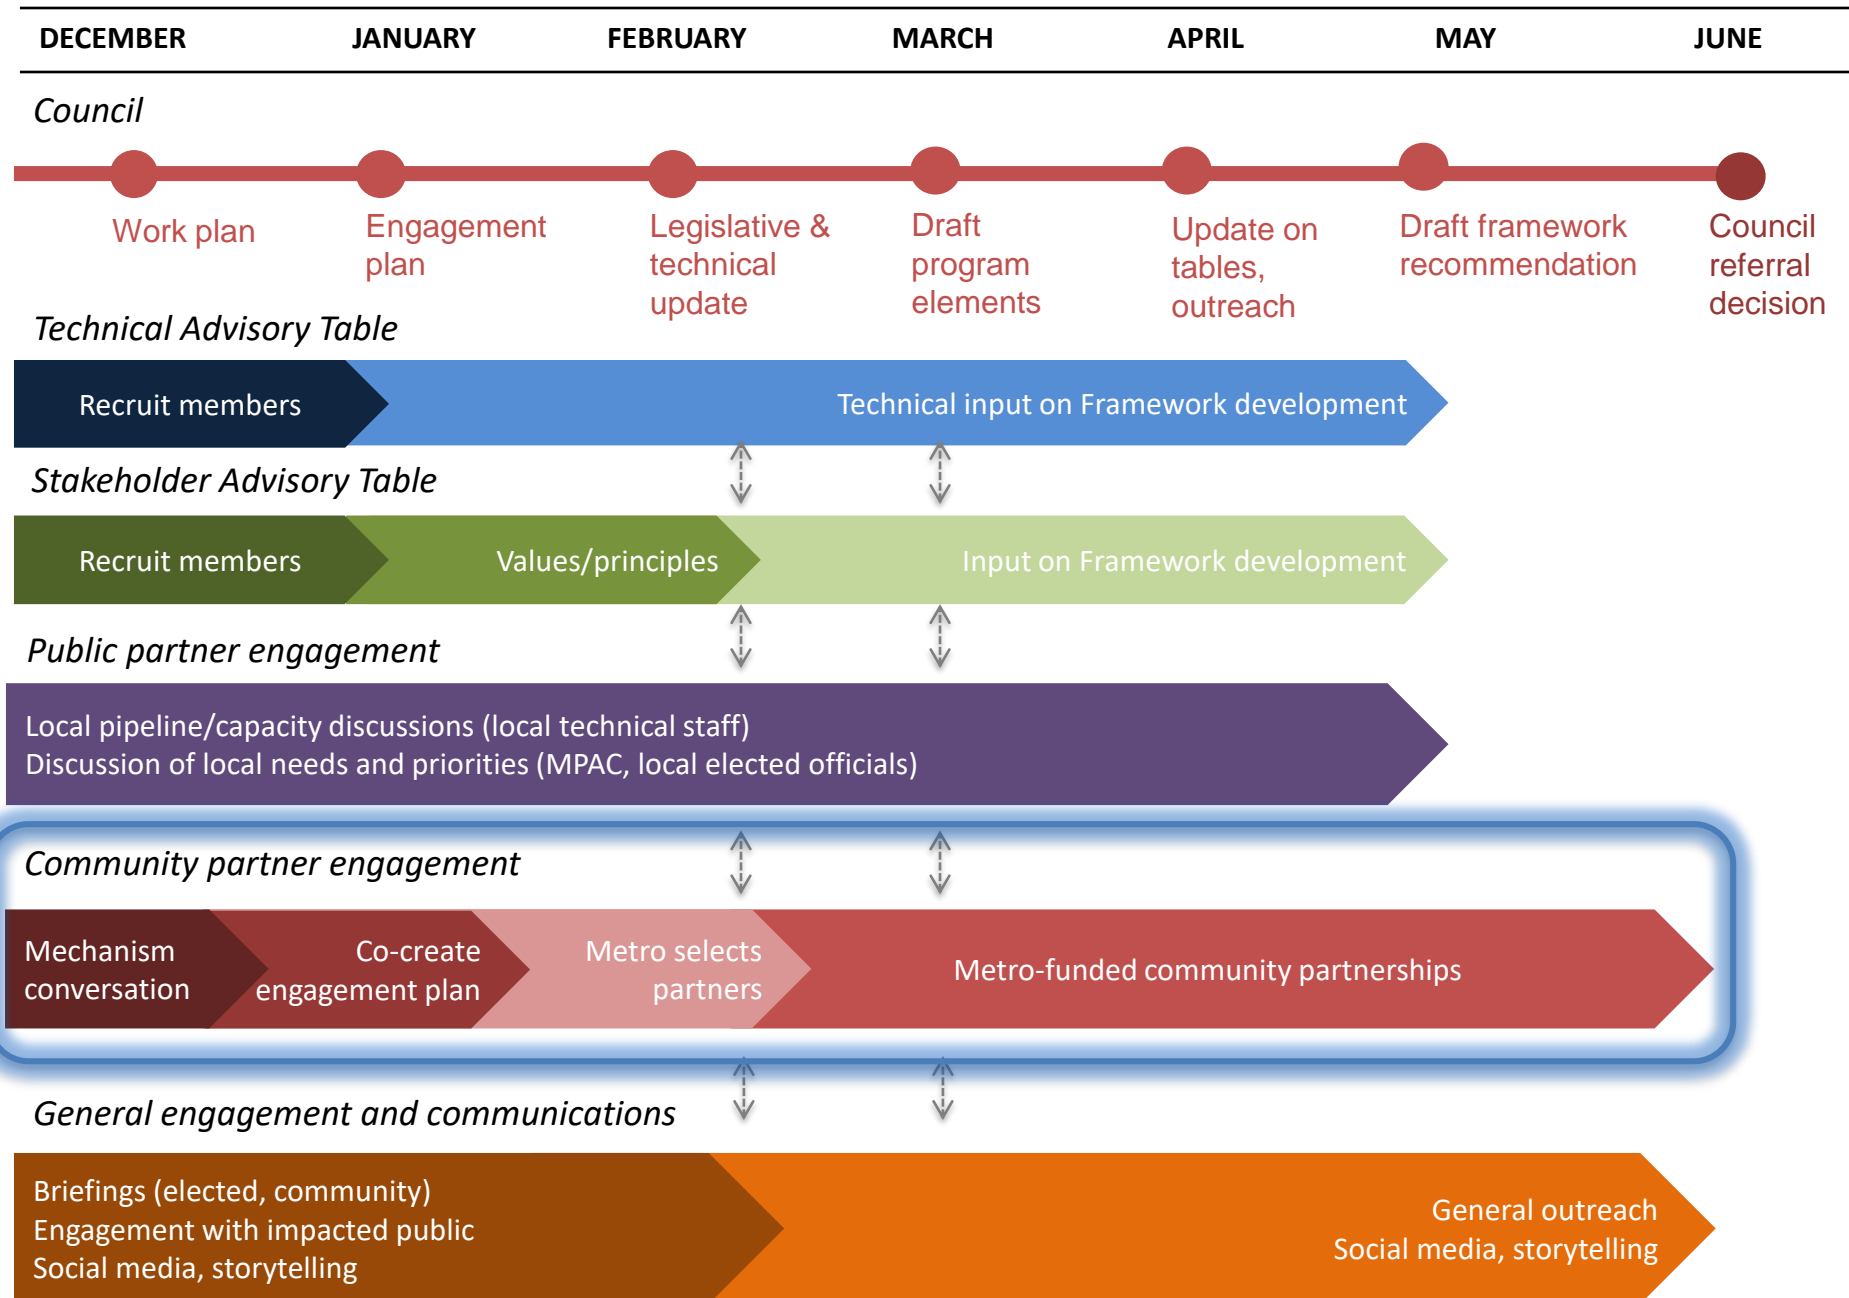 DECEMBER JANUARY FEBRUARY MARCH APRIL MAY JUNE
Council
Work plan
Engagement
plan
Legislative &
technical
update
Draft
program
elements
Update on
tables,
outreach
Draft framework
recommendation
Council
referral
decision
Technical Advisory Table
Recruit members
Technical input on Framework development
Stakeholder Advisory Table
Recruit members
Values/principles
Input on Framework development
Public partner engagement
Local pipeline/capacity discussions (local technical staff)
Discussion of local needs and priorities (MPAC, local elected officials)
Community partner engagement
Mechanism
conversation
Co-create
engagement plan
Metro selects
partners
Metro-funded community partnerships
General engagement and communications
Briefings (elected, community)
Engagement with impacted public
Social media, storytelling
General outreach
Social media, storytelling